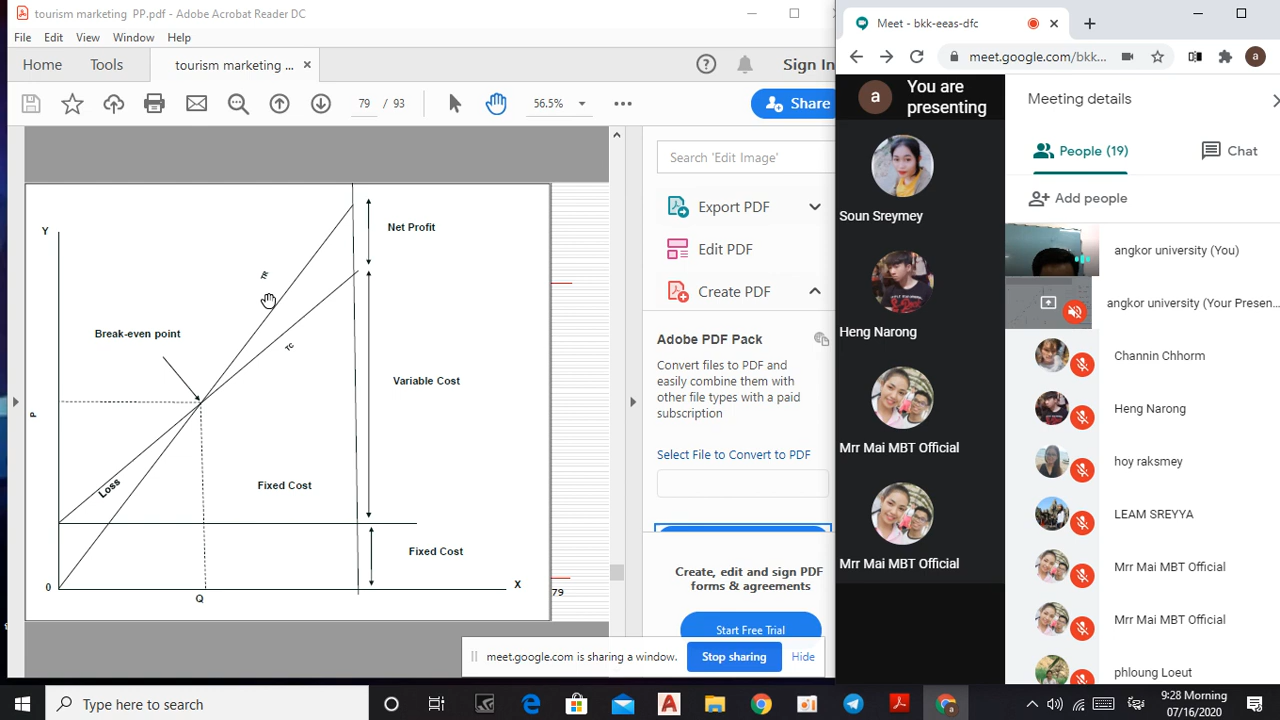 tourism marketing PP.pdf - Adobe Acrobat Reader DC
File Edit View Window Help
Home Tools tourism marketing ... Sign In
79 / 93 56.5% Share
Search 'Edit Image'
Export PDF
Edit PDF
Create PDF
Adobe PDF Pack
Convert files to PDF and
easily combine them with
other file types with a paid
subscription
Select File to Convert to PDF
Create, edit and sign PDF
forms & agreements
Start Free Trial
Y
Net Profit
TR
Break-even point
TC
Variable Cost
P
Loss
Fixed Cost
Fixed Cost
0
X
Q
79
meet.google.com is sharing a window. Stop sharing Hide
Meet - bkk-eeas-dfc
meet.google.com/bkk... a
a
You are
presenting
Soun Sreymey
Heng Narong
Mrr Mai MBT Official
Mrr Mai MBT Official
Meeting details
People (19) Chat
Add people
angkor university (You)
angkor university (Your Presen...
Channin Chhorm
Heng Narong
hoy raksmey
LEAM SREYYA
Mrr Mai MBT Official
Mrr Mai MBT Official
phloung Loeut
Type here to search
9:28 Morning
07/16/2020